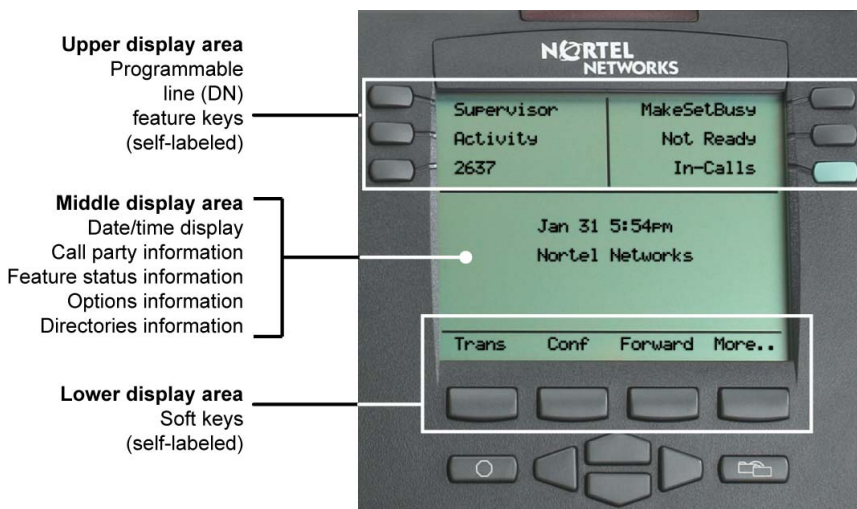 Upper display area
Programmable
line (DN)
feature keys
(self-labeled)
Middle display area
Date/time display
Call party information
Feature status information
Options information
Directories information
Lower display area
Soft keys
(self-labeled)
NORTEL
NETWORKS
Supervisor MakeSetBusy
Activity Not Ready
2637 In-Calls
Jan 31 5:54pm
Nortel Networks
Trans Conf Forward More..